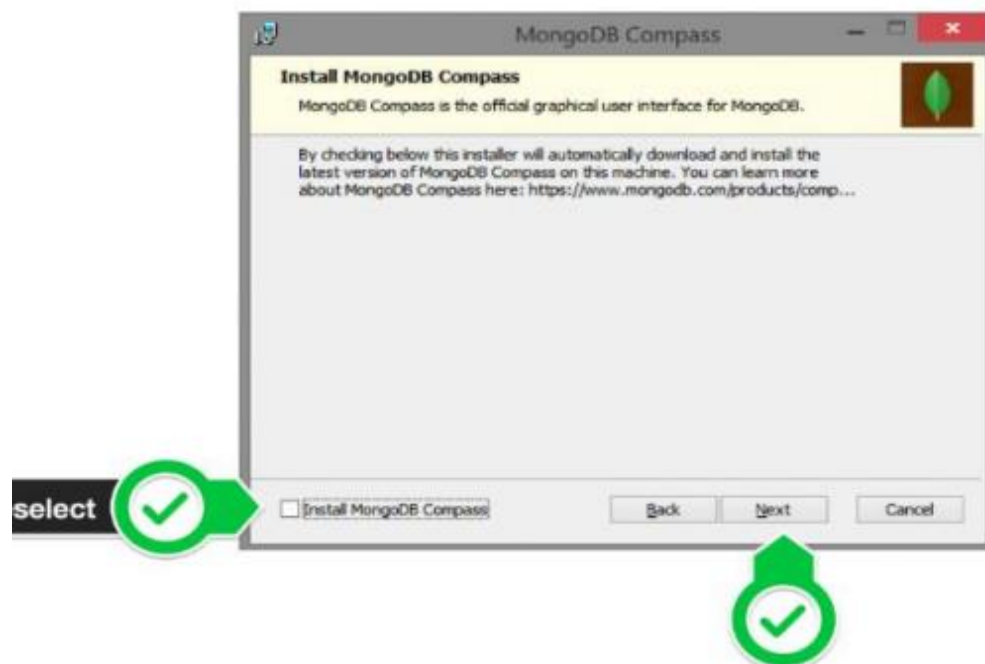 MongoDB Compass
Install MongoDB Compass
MongoDB Compass is the official graphical user interface for MongoDB.
By checking below this installer will automatically download and install the
latest version of MongoDB Compass on this machine. You can learn more
about MongoDB Compass here: https://www.mongodb.com/products/comp...
select
Install MongoDB Compass
Back
Next
Cancel